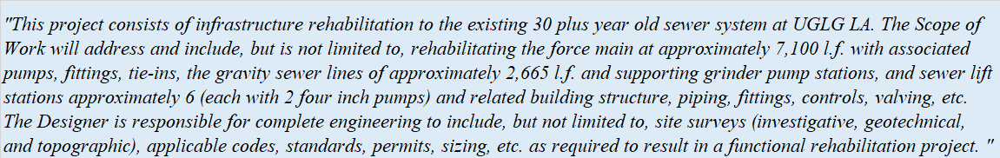 "This project consists of infrastructure rehabilitation to the existing 30 plus year old sewer system at UGLG LA. The Scope of
Work will address and include, but is not limited to, rehabilitating the force main at approximately 7,100 l.f. with associated
pumps, fittings, tie-ins, the gravity sewer lines of approximately 2,665 l.f. and supporting grinder pump stations, and sewer lift
stations approximately 6 (each with 2 four inch pumps) and related building structure, piping, fittings, controls, valving, etc.
The Designer is responsible for complete engineering to include, but not limited to, site surveys (investigative, geotechnical,
and topographic), applicable codes, standards, permits, sizing, etc. as required to result in a functional rehabilitation project. "